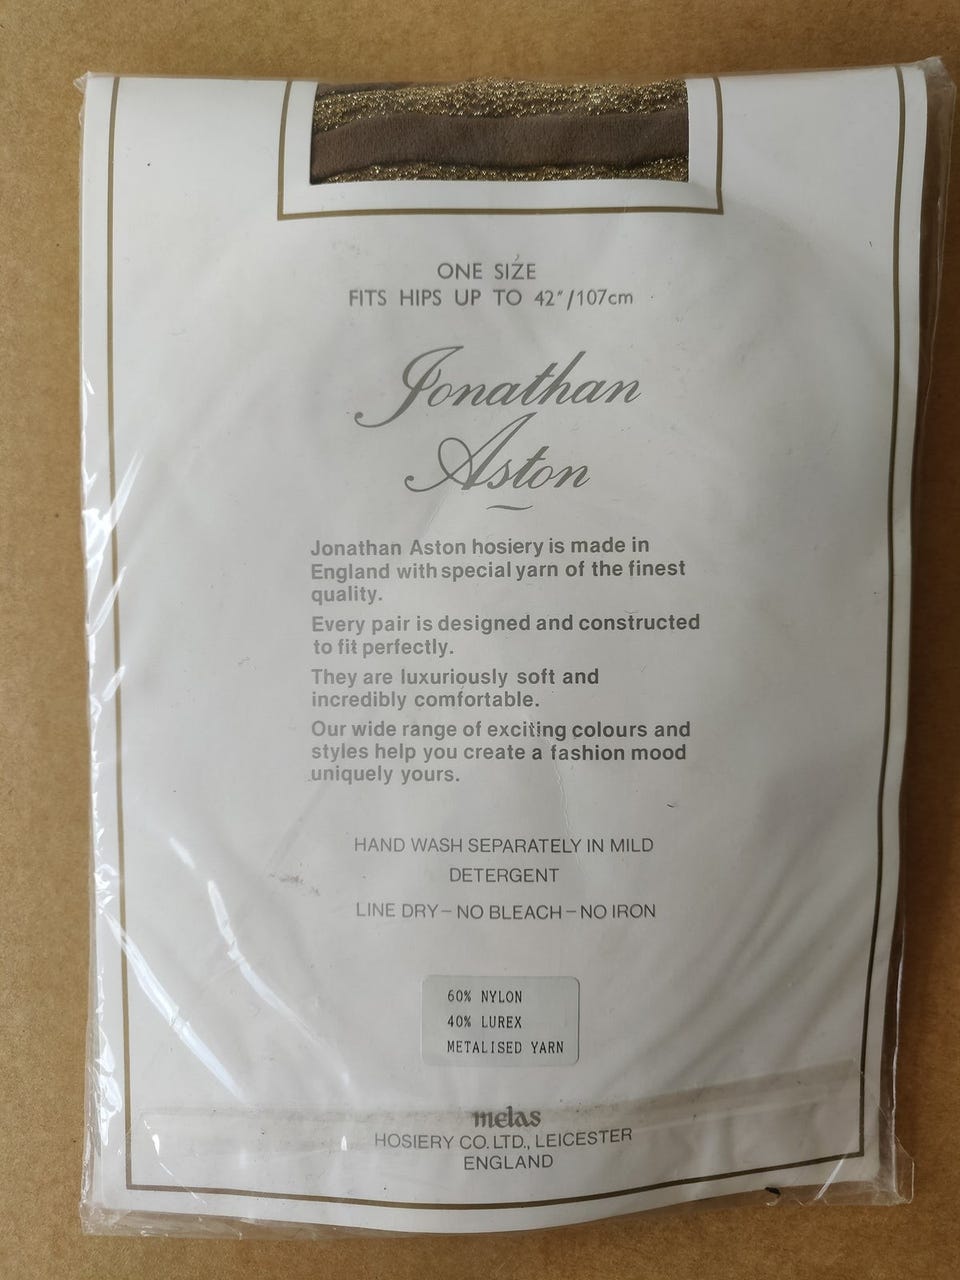 ONE SIZE
FITS HIPS UP TO 42"/107cm
Jonathan
Aston
Jonathan Aston hosiery is made in
England with special yarn of the finest
quality.
Every pair is designed and constructed
to fit perfectly.
They are luxuriously soft and
incredibly comfortable.
Our wide range of exciting colours and
styles help you create a fashion mood
uniquely yours.
HAND WASH SEPARATELY IN MILD
DETERGENT
LINE DRY – NO BLEACH – NO IRON
60% NYLON
40% LUREX
METALISED YARN
melas
HOSIERY CO. LTD., LEICESTER
ENGLAND